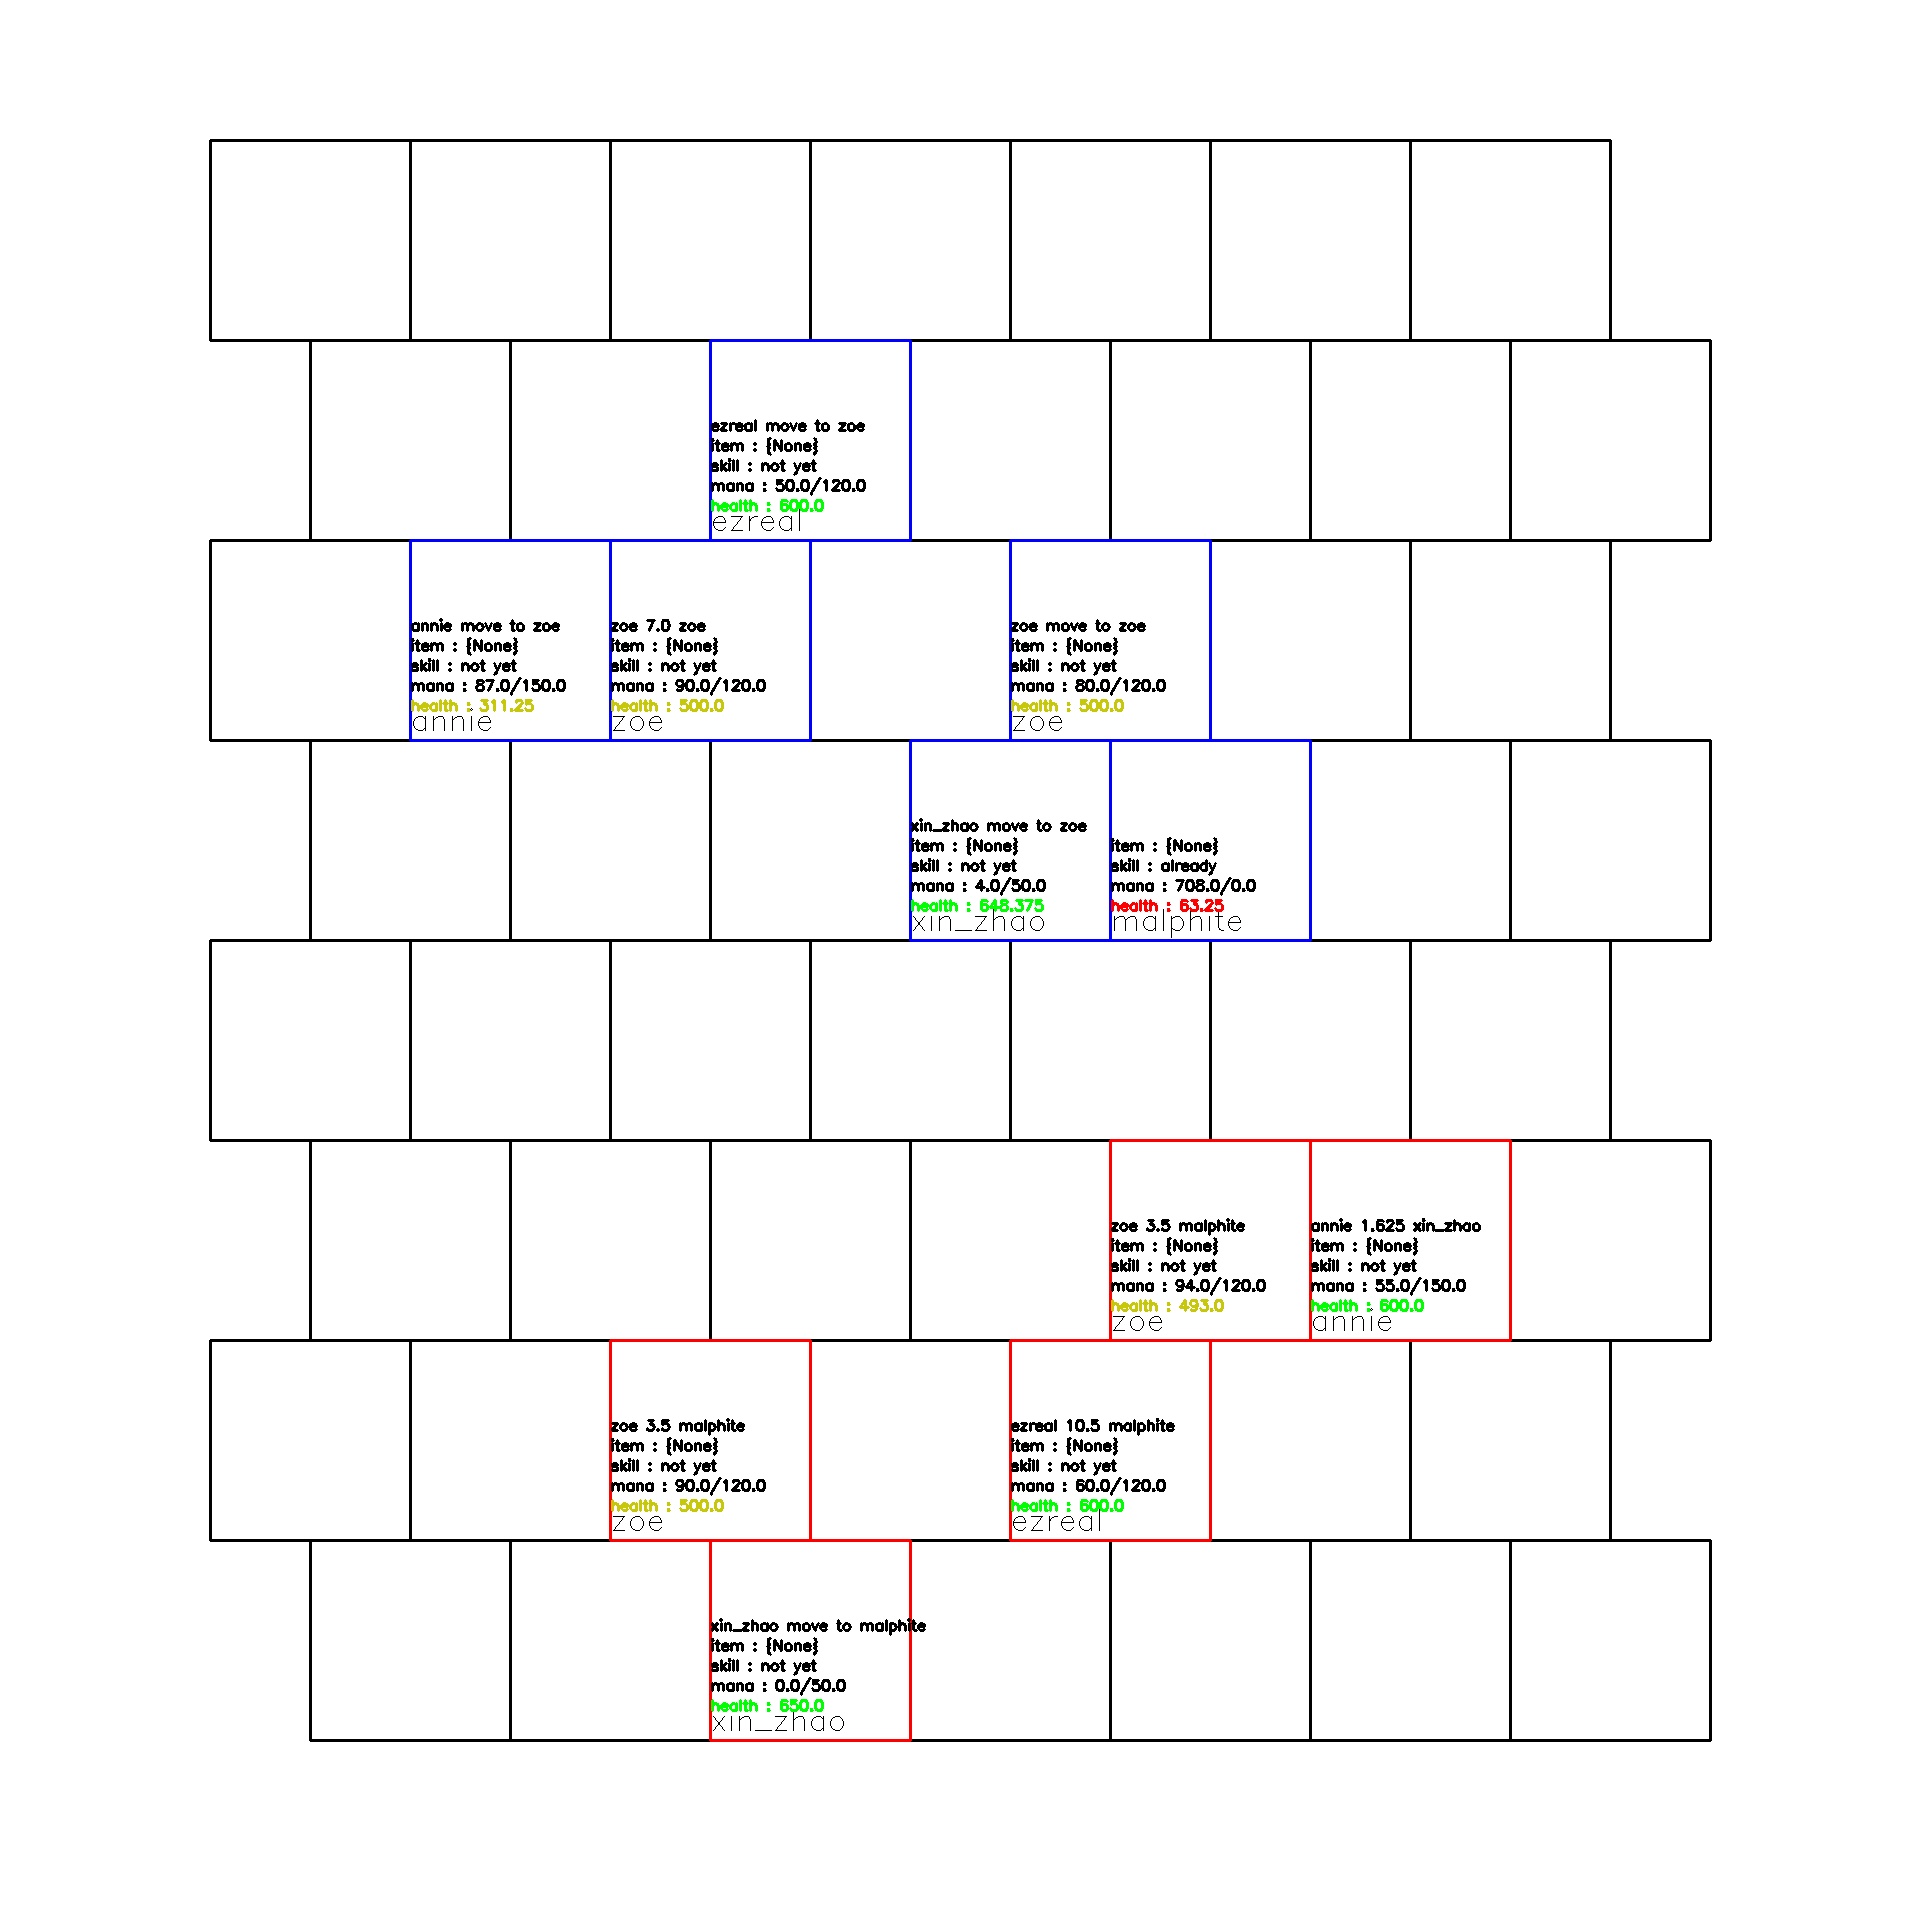 ezreal move to zoe
item : {None}
skill : not yet
mana : 50.0/120.0
health : 600.0
ezreal
annie move to zoe
item : {None}
skill : not yet
mana : 87.0/150.0
health : 311.25
annie
zoe 7.0 zoe
item : {None}
skill : not yet
mana : 90.0/120.0
health : 500.0
zoe
zoe move to zoe
item : {None}
skill : not yet
mana : 80.0/120.0
health : 500.0
zoe
xin_zhao move to zoe
item : {None}
skill : not yet
mana : 4.0/50.0
health : 648.375
xin_zhao
item : {None}
skill : already
mana : 708.0/0.0
health : 63.25
malphite
zoe 3.5 malphite
item : {None}
skill : not yet
mana : 94.0/120.0
health : 493.0
zoe
annie 1.625 xin_zhao
item : {None}
skill : not yet
mana : 55.0/150.0
health : 600.0
annie
zoe 3.5 malphite
item : {None}
skill : not yet
mana : 90.0/120.0
health : 500.0
zoe
ezreal 10.5 malphite
item : {None}
skill : not yet
mana : 60.0/120.0
health : 600.0
ezreal
xin_zhao move to malphite
item : {None}
skill : not yet
mana : 0.0/50.0
health : 650.0
xin_zhao